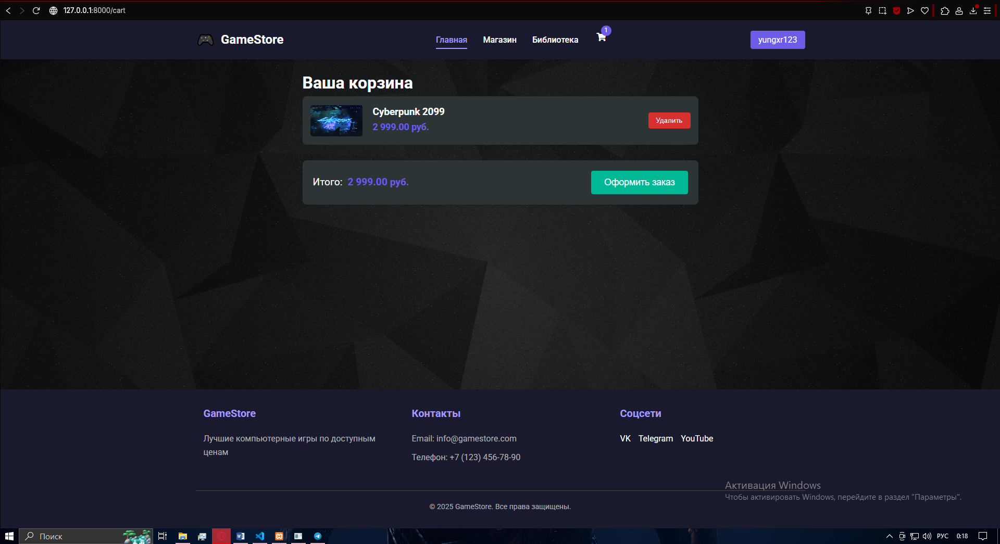 127.0.0.1:8000/cart
GameStore
Главная
Магазин
Библиотека
1
yungxr123
Ваша корзина
Cyberpunk 2099
2 999.00 руб.
Удалить
Итого: 2 999.00 руб.
Оформить заказ
GameStore
Лучшие компьютерные игры по доступным
ценам
Контакты
Email: info@gamestore.com
Телефон: +7 (123) 456-78-90
Соцсети
VK Telegram YouTube
Активация Windows
Чтобы активировать Windows, перейдите в раздел "Параметры".
© 2025 GameStore. Все права защищены.
Поиск
РУС
0:18